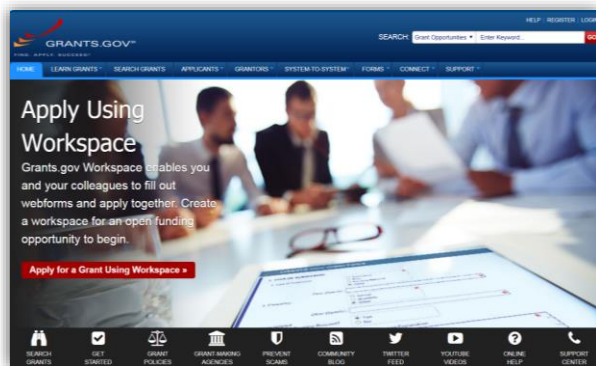 HELP | REGISTER | LOGIN
GRANTS.GOV℠
FIND. APPLY. SUCCEED.℠
SEARCH: Grant Opportunities Enter Keyword... GO
HOME LEARN GRANTS SEARCH GRANTS APPLICANTS GRANTORS SYSTEM-TO-SYSTEM FORMS CONNECT SUPPORT
Apply Using
Workspace
Grants.gov Workspace enables you
and your colleagues to fill out
webforms and apply together. Create
a workspace for an open funding
opportunity to begin.
Apply for a Grant Using Workspace »
SEARCH GRANTS
GET STARTED
GRANT POLICIES
GRANT-MAKING AGENCIES
PREVENT SCAMS
COMMUNITY BLOG
TWITTER FEED
YOUTUBE VIDEOS
ONLINE HELP
SUPPORT CENTER